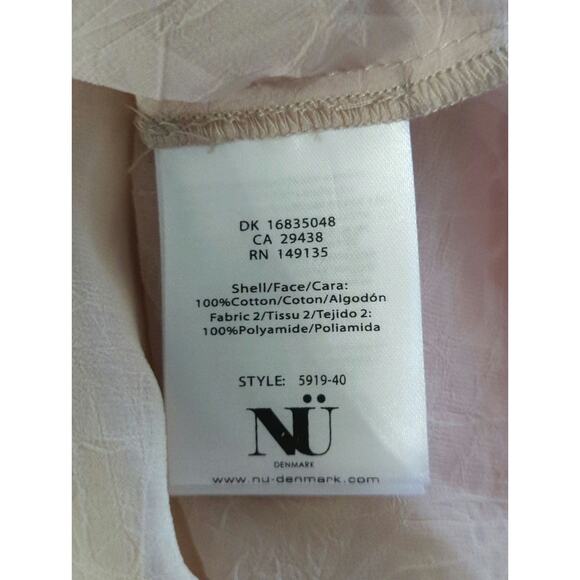 DK 16835048
CA 29438
RN 149135
Shell/Face/Cara:
100%Cotton/Coton/Algodón
Fabric 2/Tissu 2/Tejido 2:
100%Polyamide/Poliamida
STYLE: 5919-40
NÜ
DENMARK
www.nu-denmark.com